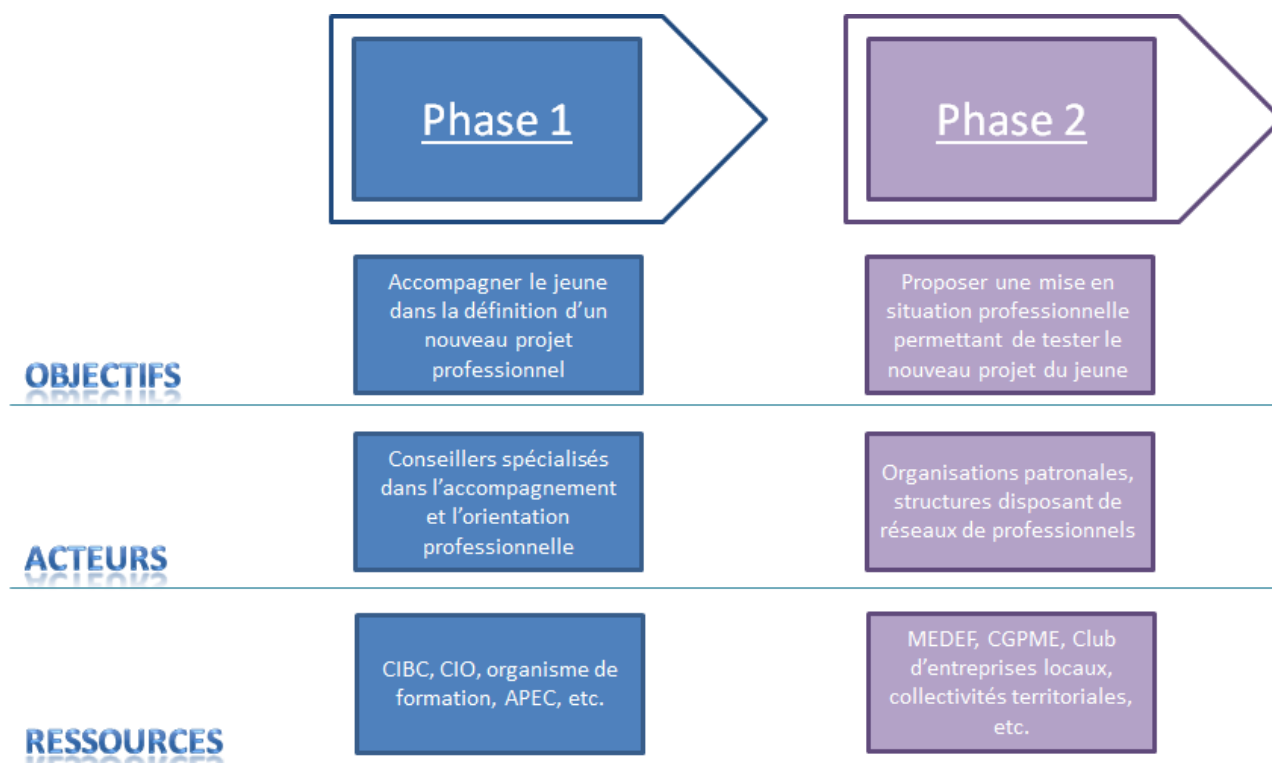 Phase 1
Phase 2
Accompagner le jeune
dans la définition d'un
nouveau projet
professionnel
Proposer une mise en
situation professionnelle
permettant de tester le
nouveau projet du jeune
OBJECTIFS
Conseillers spécialisés
dans l'accompagnement
et l'orientation
professionnelle
Organisations patronales,
structures disposant de
réseaux de professionnels
ACTEURS
CIBC, CIO, organisme de
formation, APEC, etc.
MEDEF, CGPME, Club
d'entreprises locaux,
collectivités territoriales,
etc.
RESSOURCES